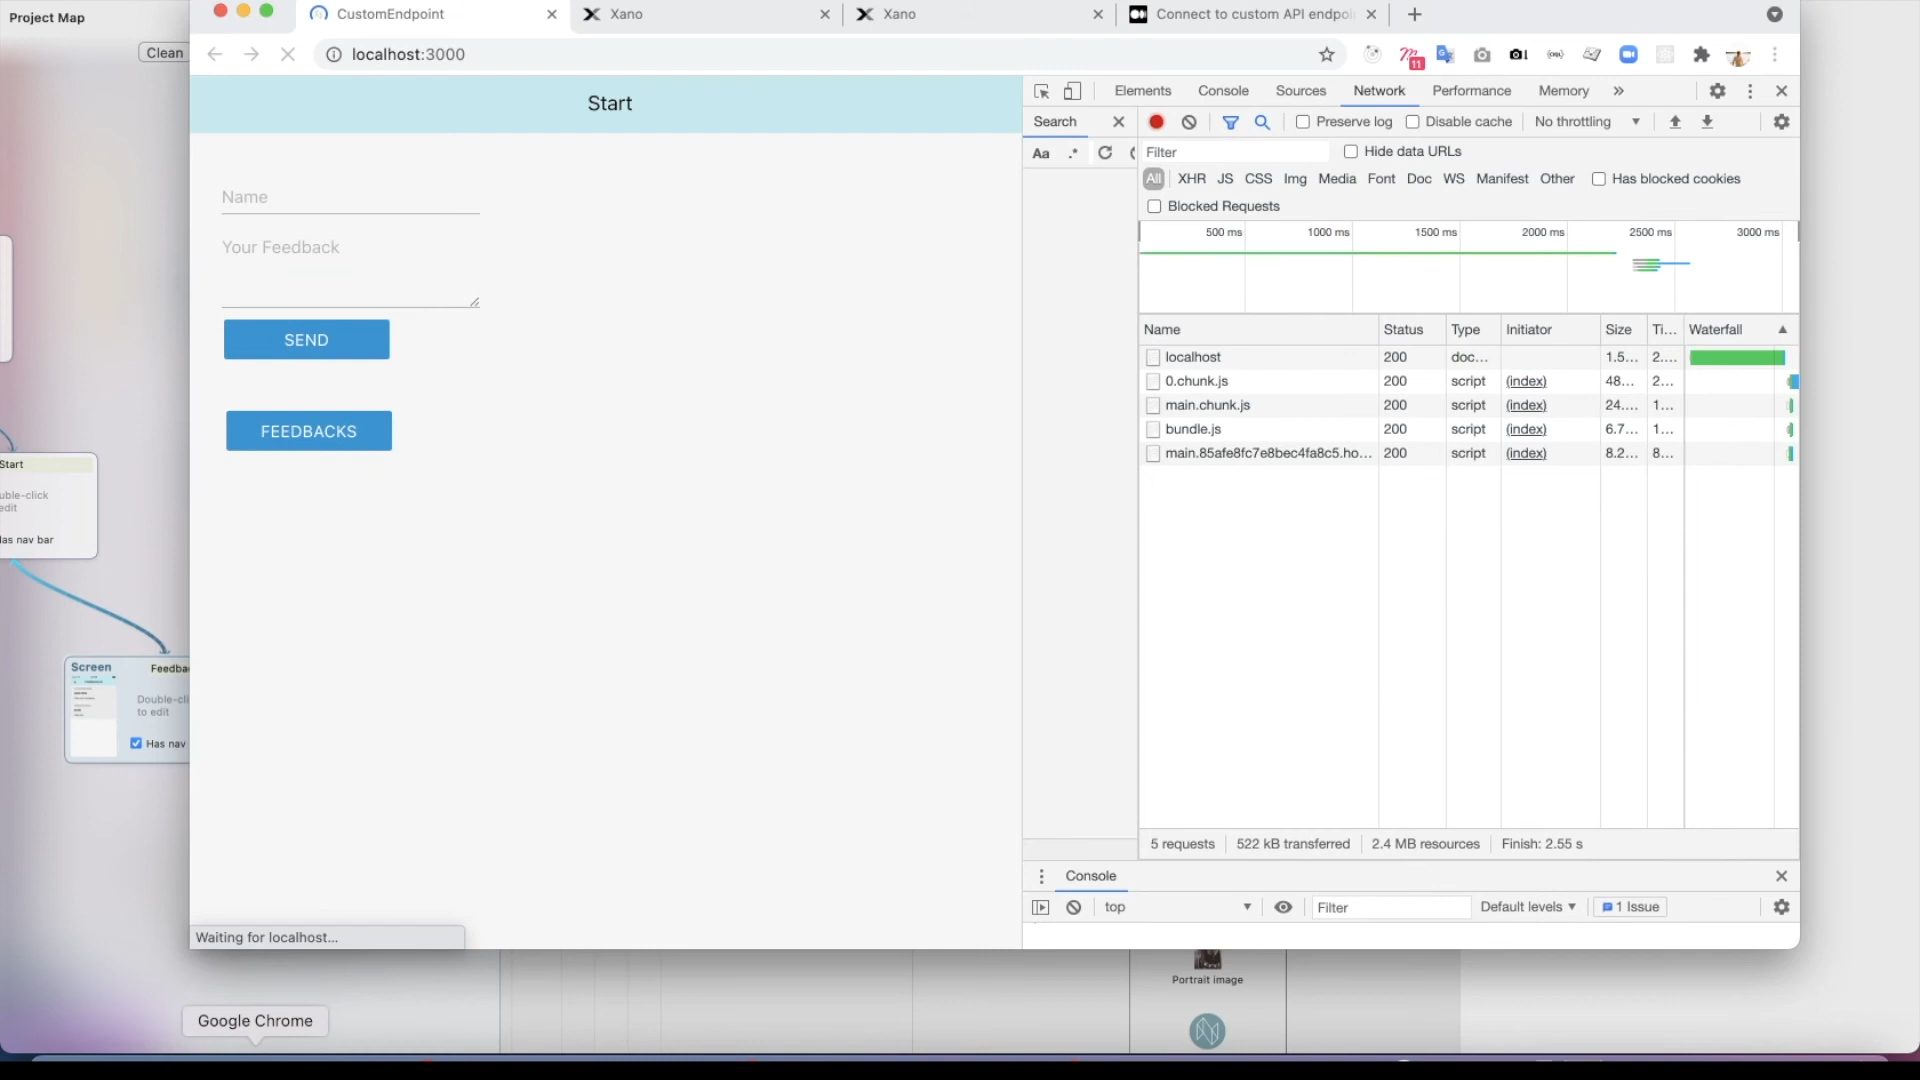 Project Map
Clean
CustomEndpoint
Xano
Xano
Connect to custom API endpoi
localhost:3000
11
Start
Name
Your Feedback
SEND
FEEDBACKS
Waiting for localhost...
Elements
Console
Sources
Network
Performance
Memory
Search
Preserve log
Disable cache
No throttling
Aa
.*
Filter
Hide data URLs
All
XHR
JS
CSS
Img
Media
Font
Doc
WS
Manifest
Other
Has blocked cookies
Blocked Requests
500 ms
1000 ms
1500 ms
2000 ms
2500 ms
3000 ms
Name Status Type Initiator Size Ti... Waterfall
localhost 200 doc... 1.5... 2....
0.chunk.js 200 script (index) 48... 2...
main.chunk.js 200 script (index) 24.... 1...
bundle.js 200 script (index) 6.7... 1...
main.85afe8fc7e8bec4fa8c5.ho... 200 script (index) 8.2... 8...
5 requests
522 kB transferred
2.4 MB resources
Finish: 2.55 s
Console
top
Filter
Default levels
1 Issue
Start
uble-click
edit
las nav bar
Screen
Feedba
Double-cli
to edit
Has nav
Portrait image
Google Chrome